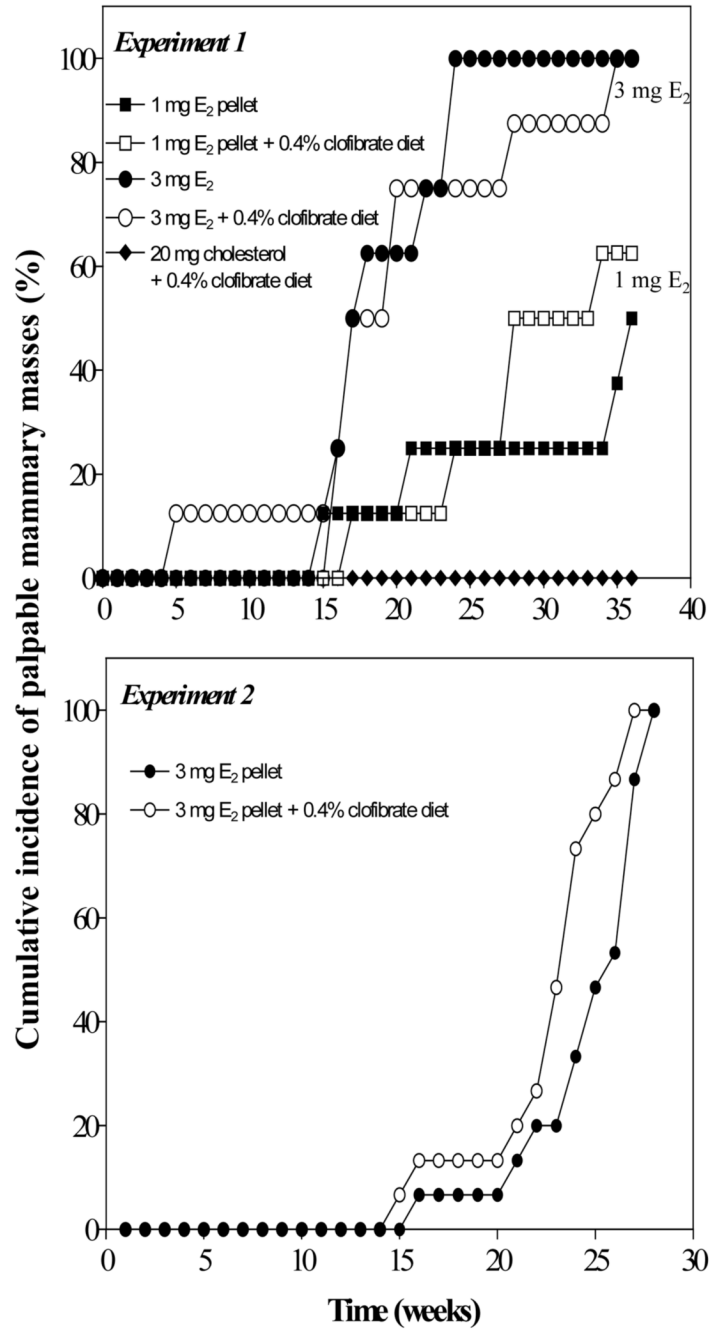 Cumulative incidence of palpable mammary masses (%)
Experiment 1
100
80
60
40
20
0
1 mg E₂ pellet
1 mg E₂ pellet + 0.4% clofibrate diet
3 mg E₂
3 mg E₂ + 0.4% clofibrate diet
20 mg cholesterol
+ 0.4% clofibrate diet
3 mg E₂
1 mg E₂
0 5 10 15 20 25 30 35 40
Experiment 2
100
80
60
40
20
0
3 mg E₂ pellet
3 mg E₂ pellet + 0.4% clofibrate diet
0 5 10 15 20 25 30
Time (weeks)